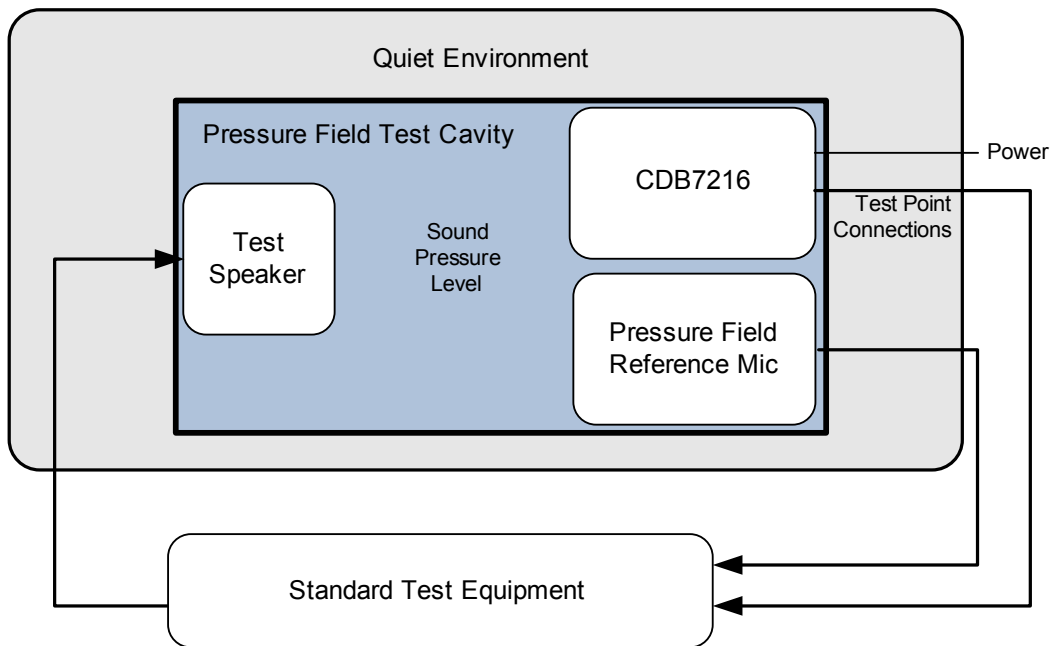 Quiet Environment
Pressure Field Test Cavity
CDB7216
Power
Test Point
Connections
Test
Speaker
Sound
Pressure
Level
Pressure Field
Reference Mic
Standard Test Equipment